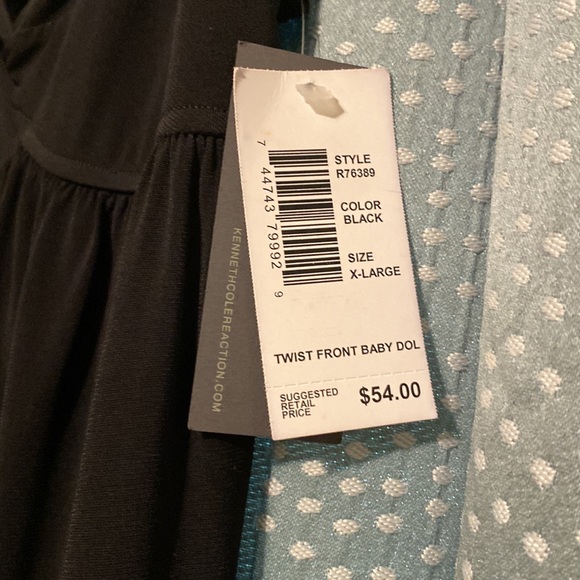 STYLE
R76389
COLOR
BLACK
SIZE
X-LARGE
7 44743 79992 9
TWIST FRONT BABY DOL
SUGGESTED
RETAIL
PRICE
$54.00
KENNETHCOLEREACTION.COM